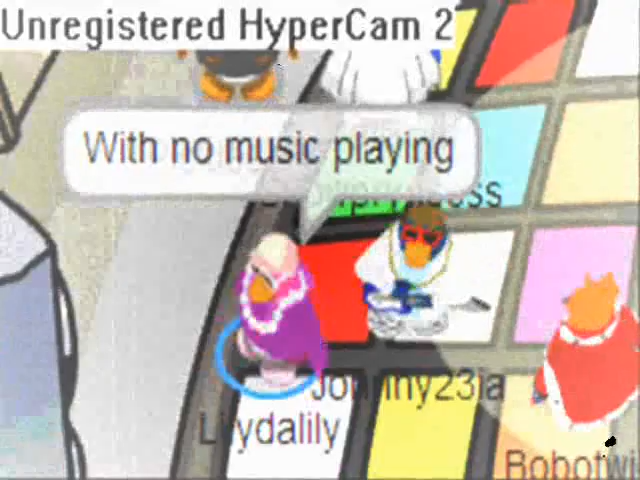 Unregistered HyperCam 2
With no music playing
Johnny23ia
Lilydalily